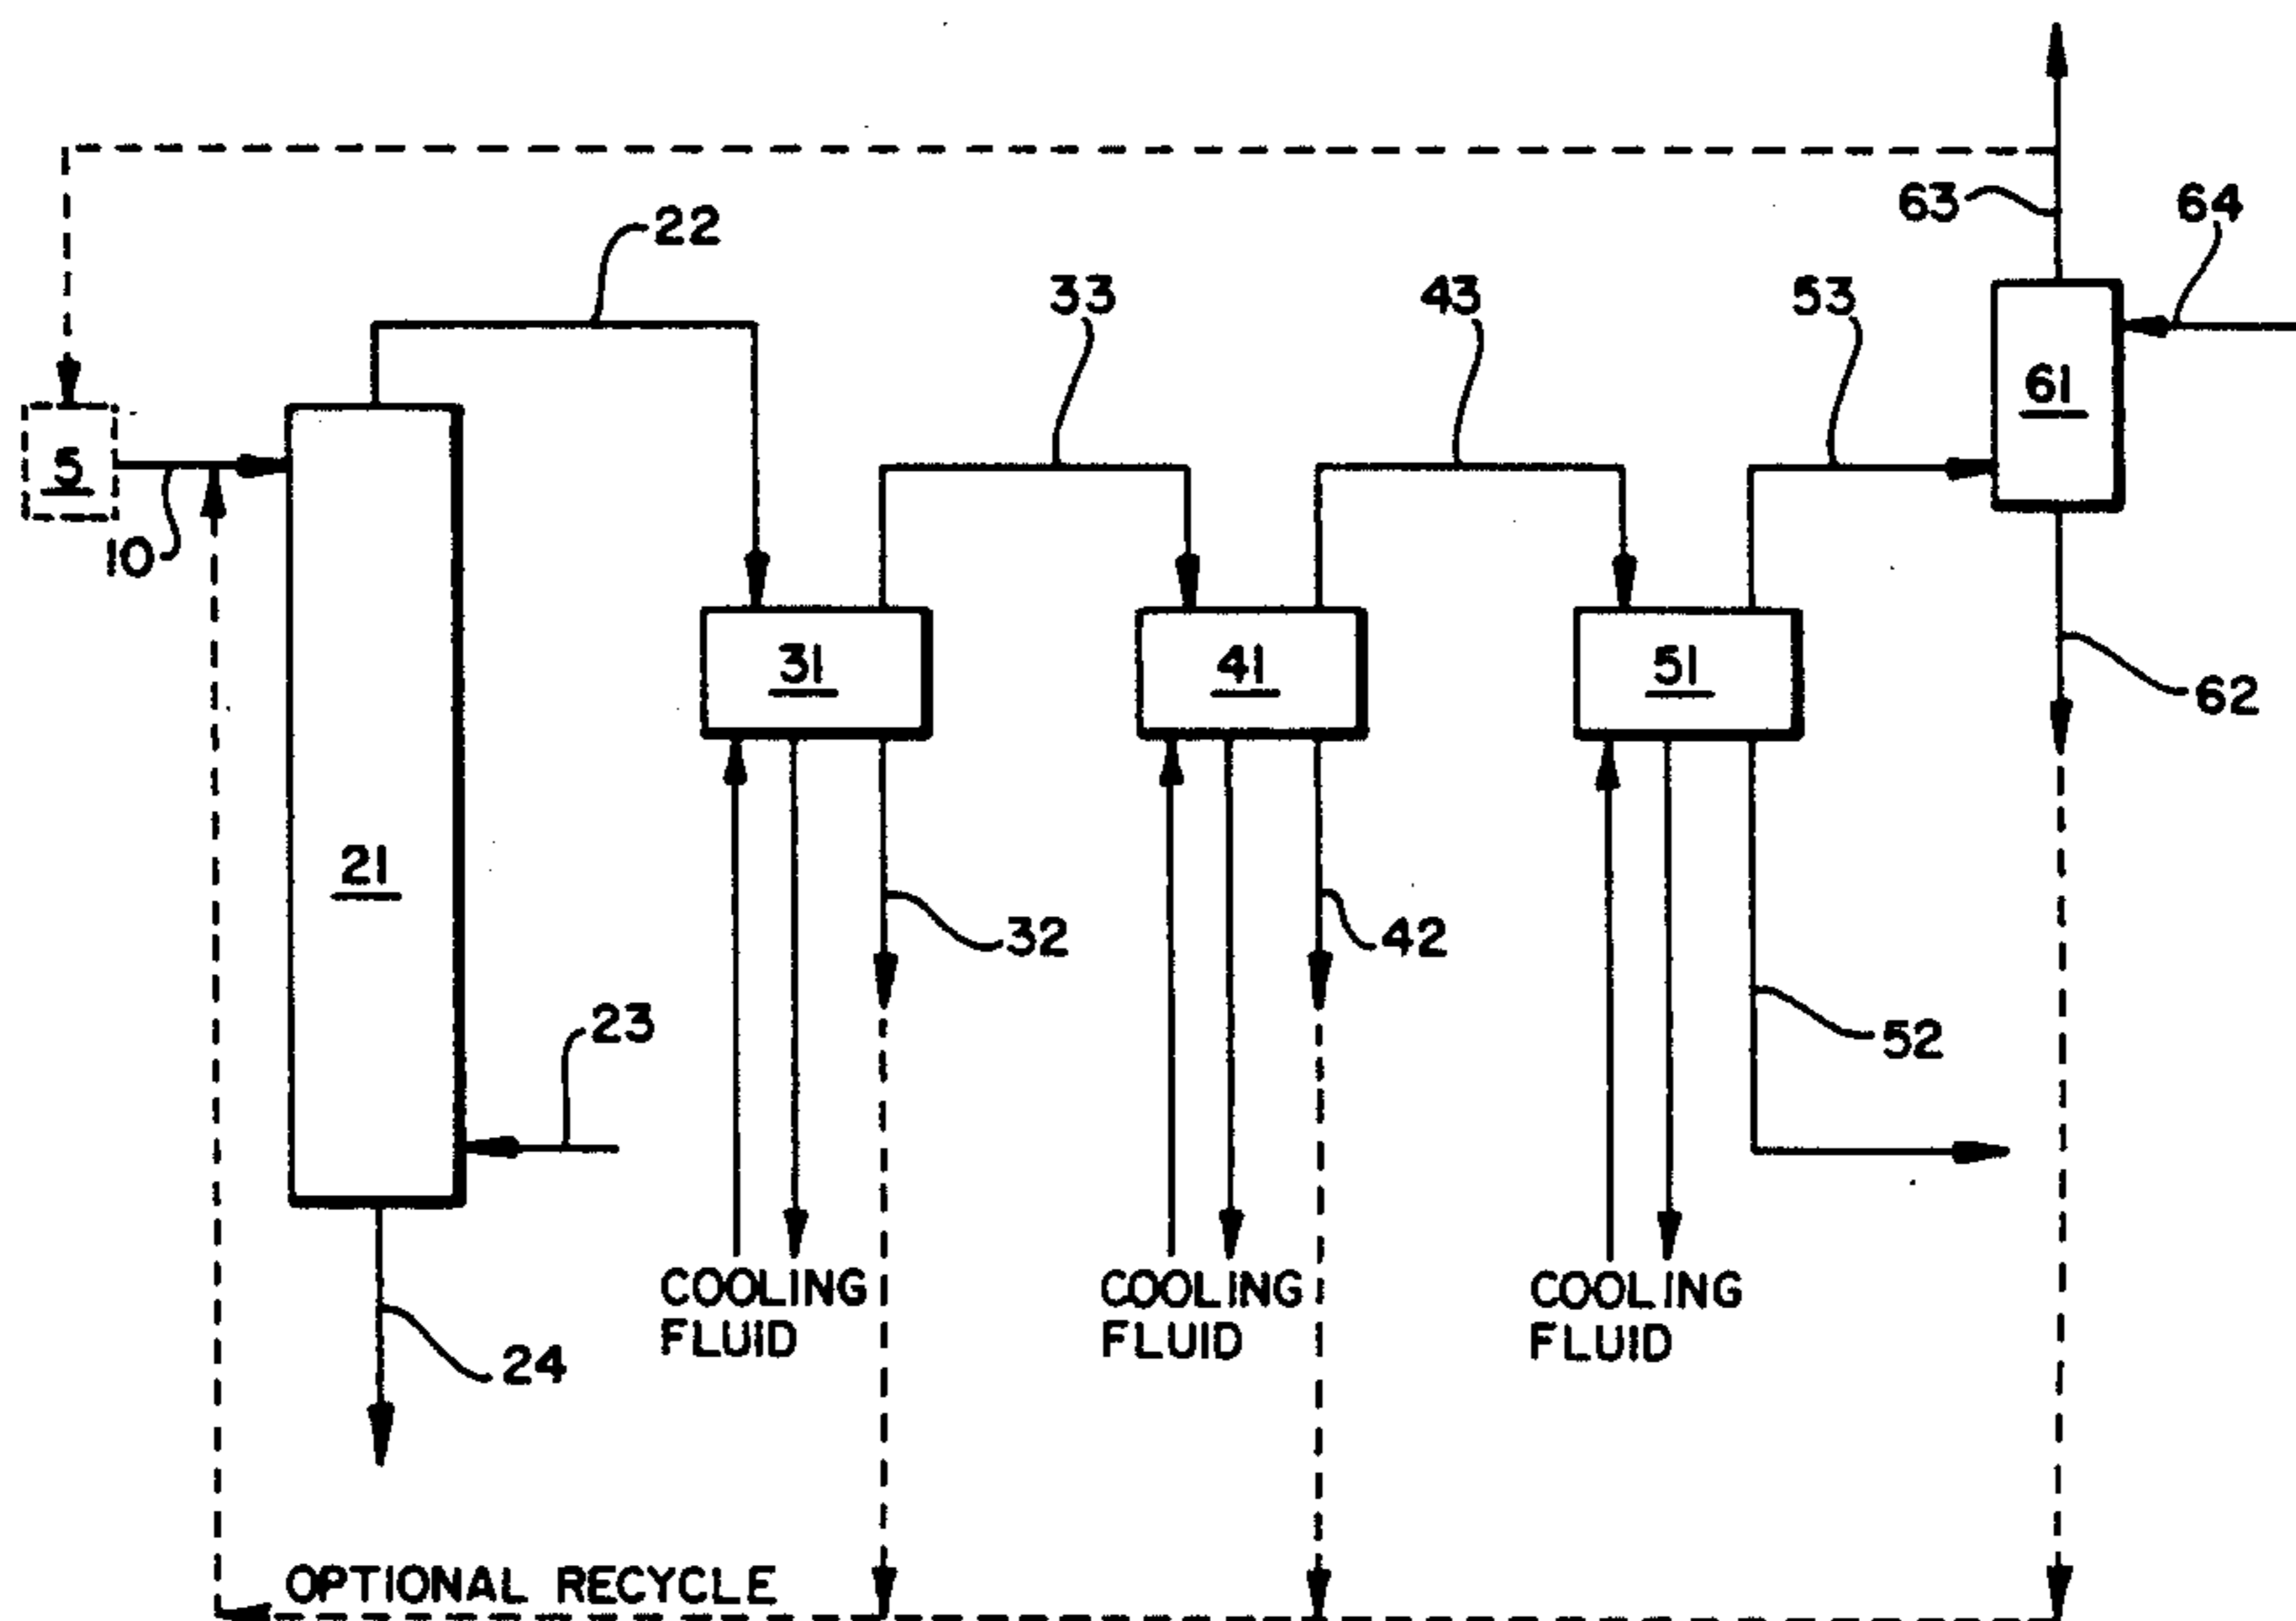 63
64
22
33
43
53
61
5
10
31
41
51
62
21
32
42
23
52
COOLING
FLUID
COOLING
FLUID
COOLING
FLUID
24
OPTIONAL RECYCLE